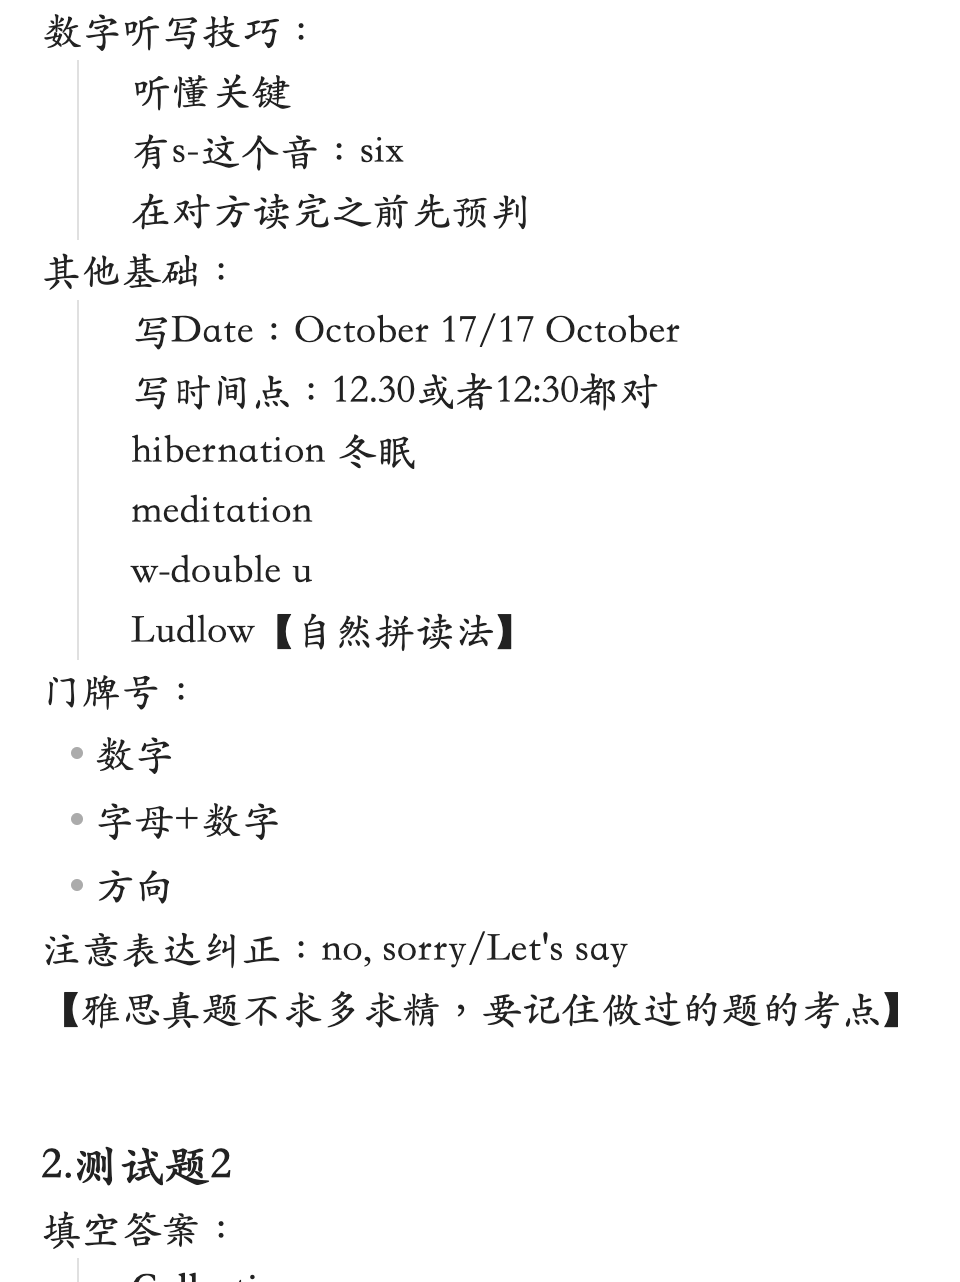 数字听写技巧：
听懂关键
有s-这个音：six
在对方读完之前先预判
其他基础：
写Date：October 17/17 October
写时间点：12.30或者12:30都对
hibernation 冬眠
meditation
w-double u
Ludlow【自然拼读法】
门牌号：
数字
字母+数字
方向
注意表达纠正：no, sorry/Let's say
【雅思真题不求多求精，要记住做过的题的考点】
2.测试题2
填空答案：